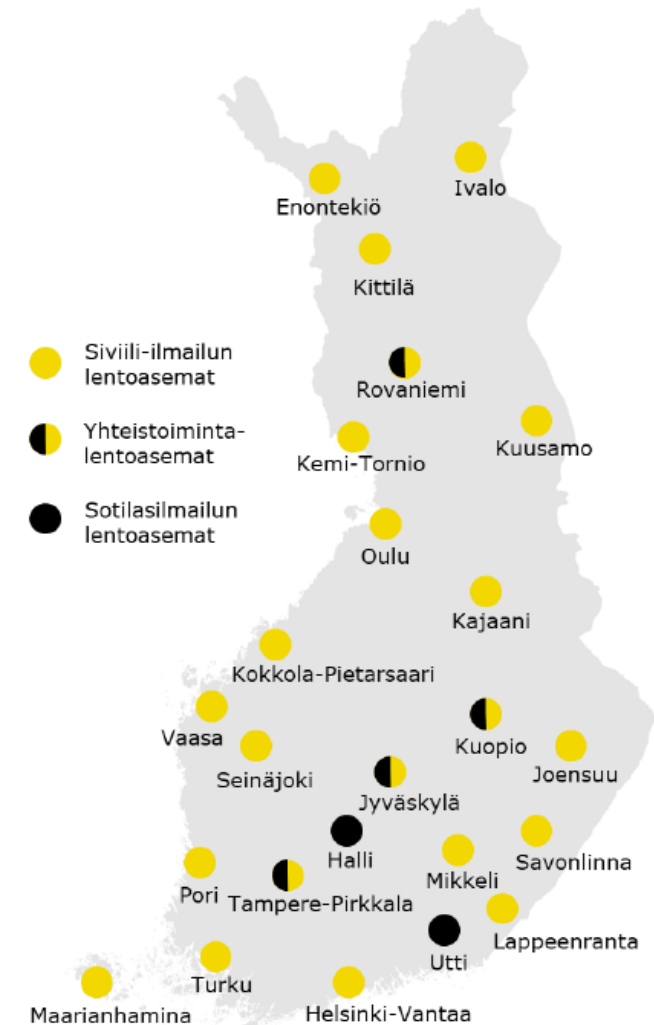 Ivalo
Enontekiö
Kittilä
Siviili-ilmailun
lentoasemat
Rovaniemi
Yhteistoiminta-
lentoasemat
Kuusamo
Kemi-Tornio
Sotilasilmailun
lentoasemat
Oulu
Kajaani
Kokkola-Pietarsaari
Vaasa
Kuopio
Seinäjoki
Joensuu
Jyväskylä
Halli
Savonlinna
Mikkeli
Pori
Tampere-Pirkkala
Lappeenranta
Utti
Turku
Maarianhamina
Helsinki-Vantaa